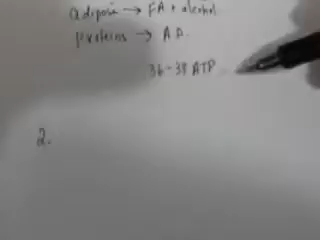 adipose → FA + alcohol
proteins → A A.
36-38 ATP
2.